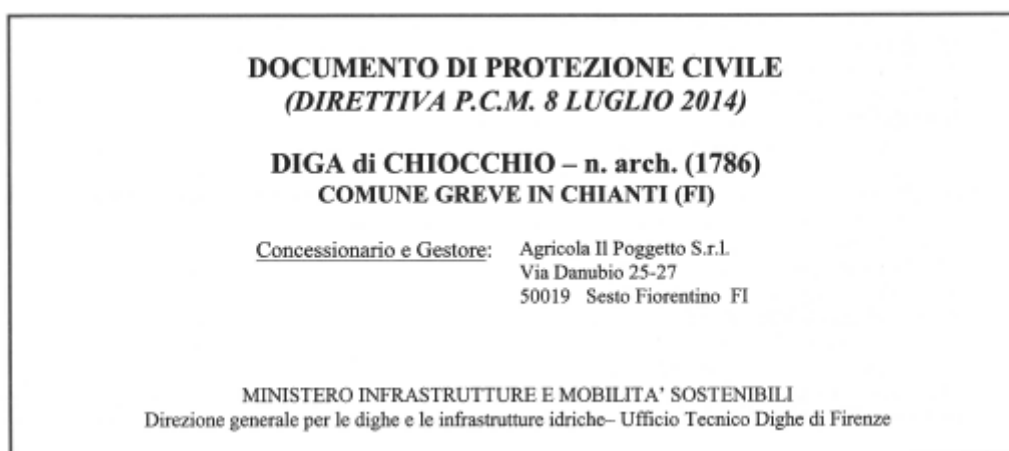 DOCUMENTO DI PROTEZIONE CIVILE
(DIRETTIVA P.C.M. 8 LUGLIO 2014)
DIGA di CHIOCCHIO – n. arch. (1786)
COMUNE GREVE IN CHIANTI (FI)
Concessionario e Gestore: Agricola Il Poggetto S.r.l.
Via Danubio 25-27
50019 Sesto Fiorentino FI
MINISTERO INFRASTRUTTURE E MOBILITA' SOSTENIBILI
Direzione generale per le dighe e le infrastrutture idriche– Ufficio Tecnico Dighe di Firenze